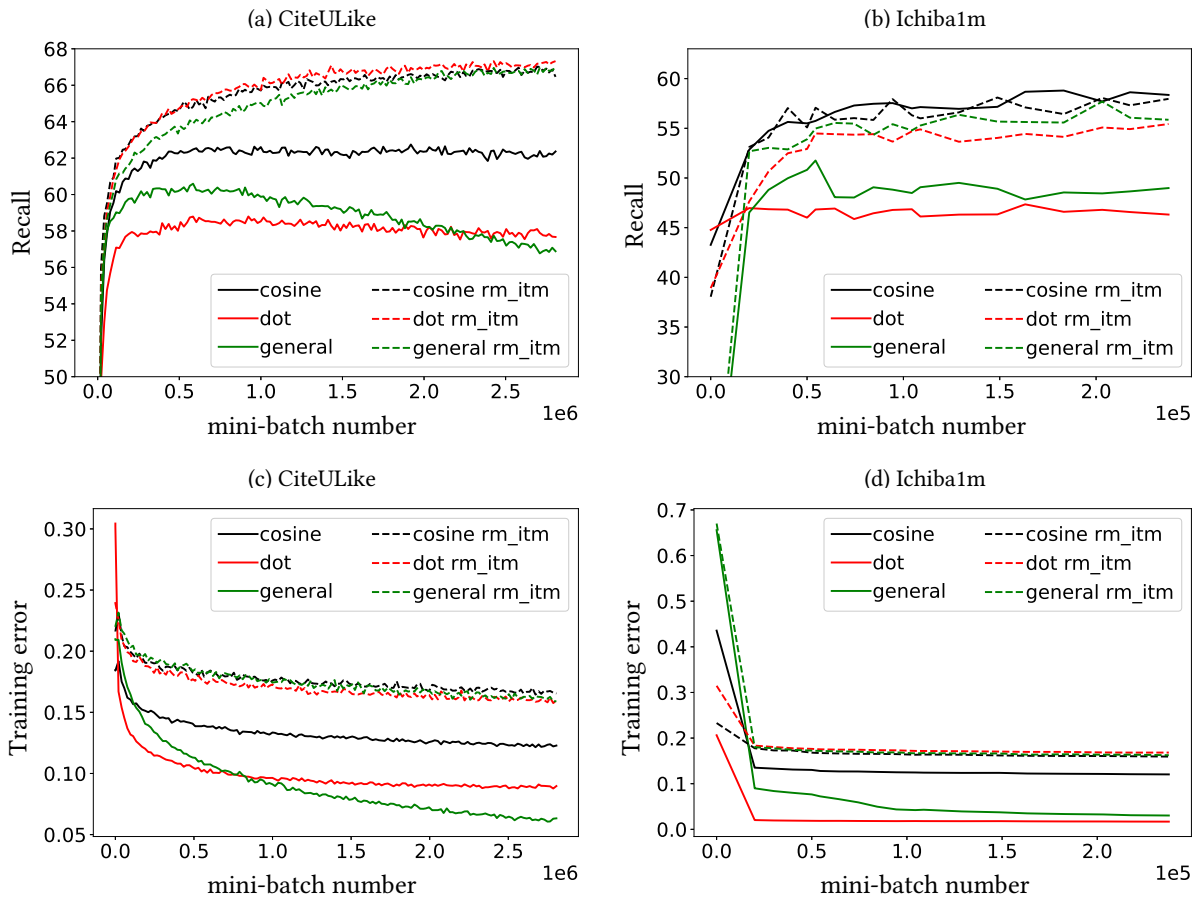 (a) CiteULike
68
66
64
62
60
58
56
54
52
50
Recall
cosine
dot
general
cosine rm_itm
dot rm_itm
general rm_itm
0.0 0.5 1.0 1.5 2.0 2.5
1e6
mini-batch number
(b) Ichiba1m
60
55
50
45
40
35
30
Recall
cosine
dot
general
cosine rm_itm
dot rm_itm
general rm_itm
0.0 0.5 1.0 1.5 2.0
1e5
mini-batch number
(c) CiteULike
0.30
0.25
0.20
0.15
0.10
0.05
Training error
cosine
dot
general
cosine rm_itm
dot rm_itm
general rm_itm
0.0 0.5 1.0 1.5 2.0 2.5
1e6
mini-batch number
(d) Ichiba1m
0.7
0.6
0.5
0.4
0.3
0.2
0.1
0.0
Training error
cosine
dot
general
cosine rm_itm
dot rm_itm
general rm_itm
0.0 0.5 1.0 1.5 2.0
1e5
mini-batch number